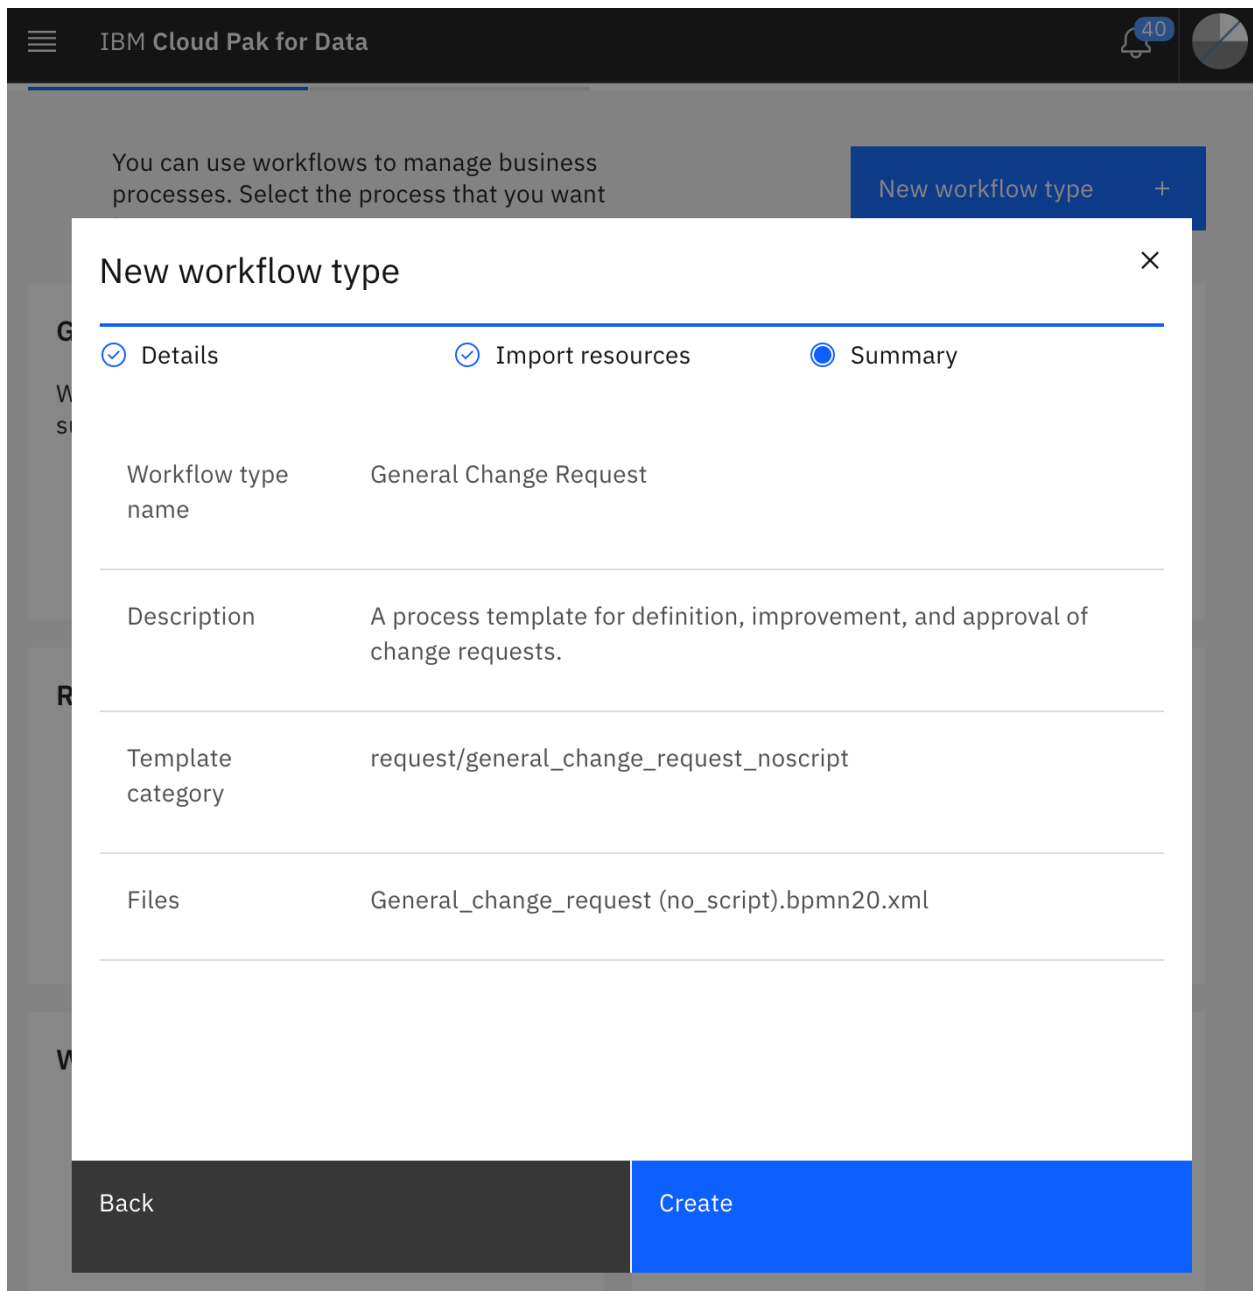 IBM Cloud Pak for Data
40
You can use workflows to manage business
processes. Select the process that you want
New workflow type +
New workflow type
Details
Import resources
Summary
Workflow type
name
General Change Request
Description
A process template for definition, improvement, and approval of
change requests.
Template
category
request/general_change_request_noscript
Files
General_change_request (no_script).bpmn20.xml
Back
Create